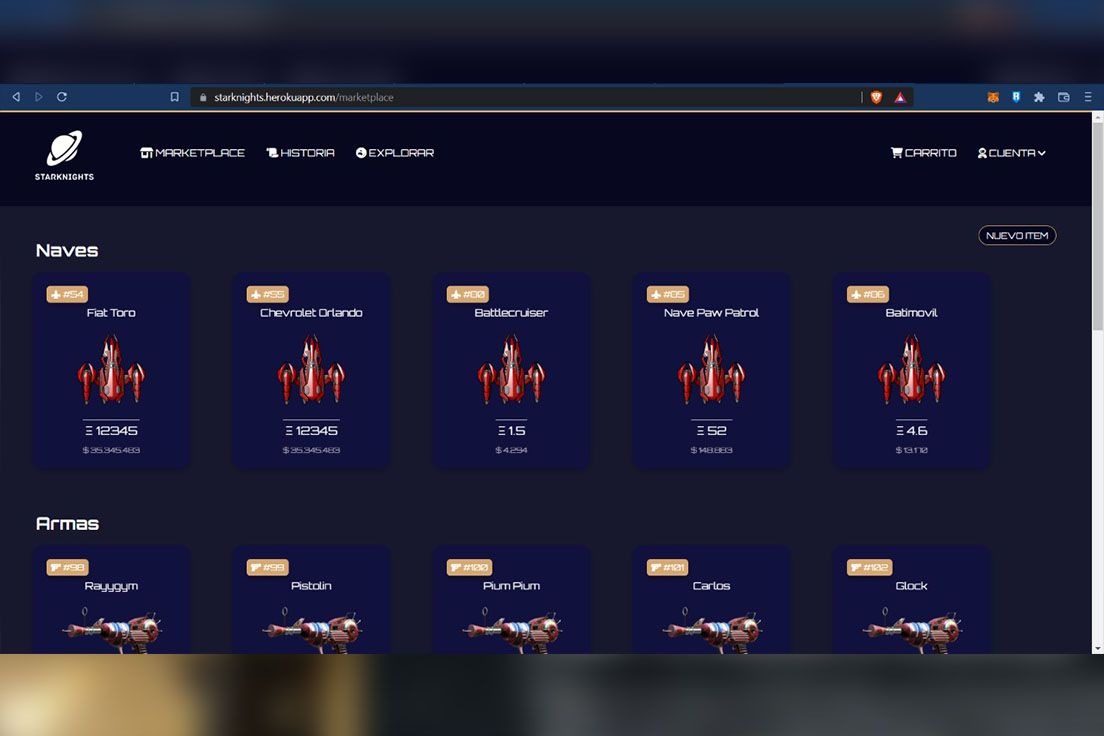 starknights.herokuapp.com/marketplace
STARKNIGHTS
MARKETPLACE HISTORIA EXPLORAR
CARRITO CUENTA
NUEVO ITEM
Naves
#54 #55 #00 #05 #06
Fiat Toro Chevrolet Orlando Battlecruiser Nave Paw Patrol Batimovil
Ξ 12345 Ξ 12345 Ξ 1.5 Ξ 52 Ξ 4.6
$ 35.345.483 $ 35.345.483 $ 4.294 $ 148.883 $ 13.170
Armas
#98 #99 #100 #101 #102
Rayygym Pistolin Pium Pium Carlos Glock